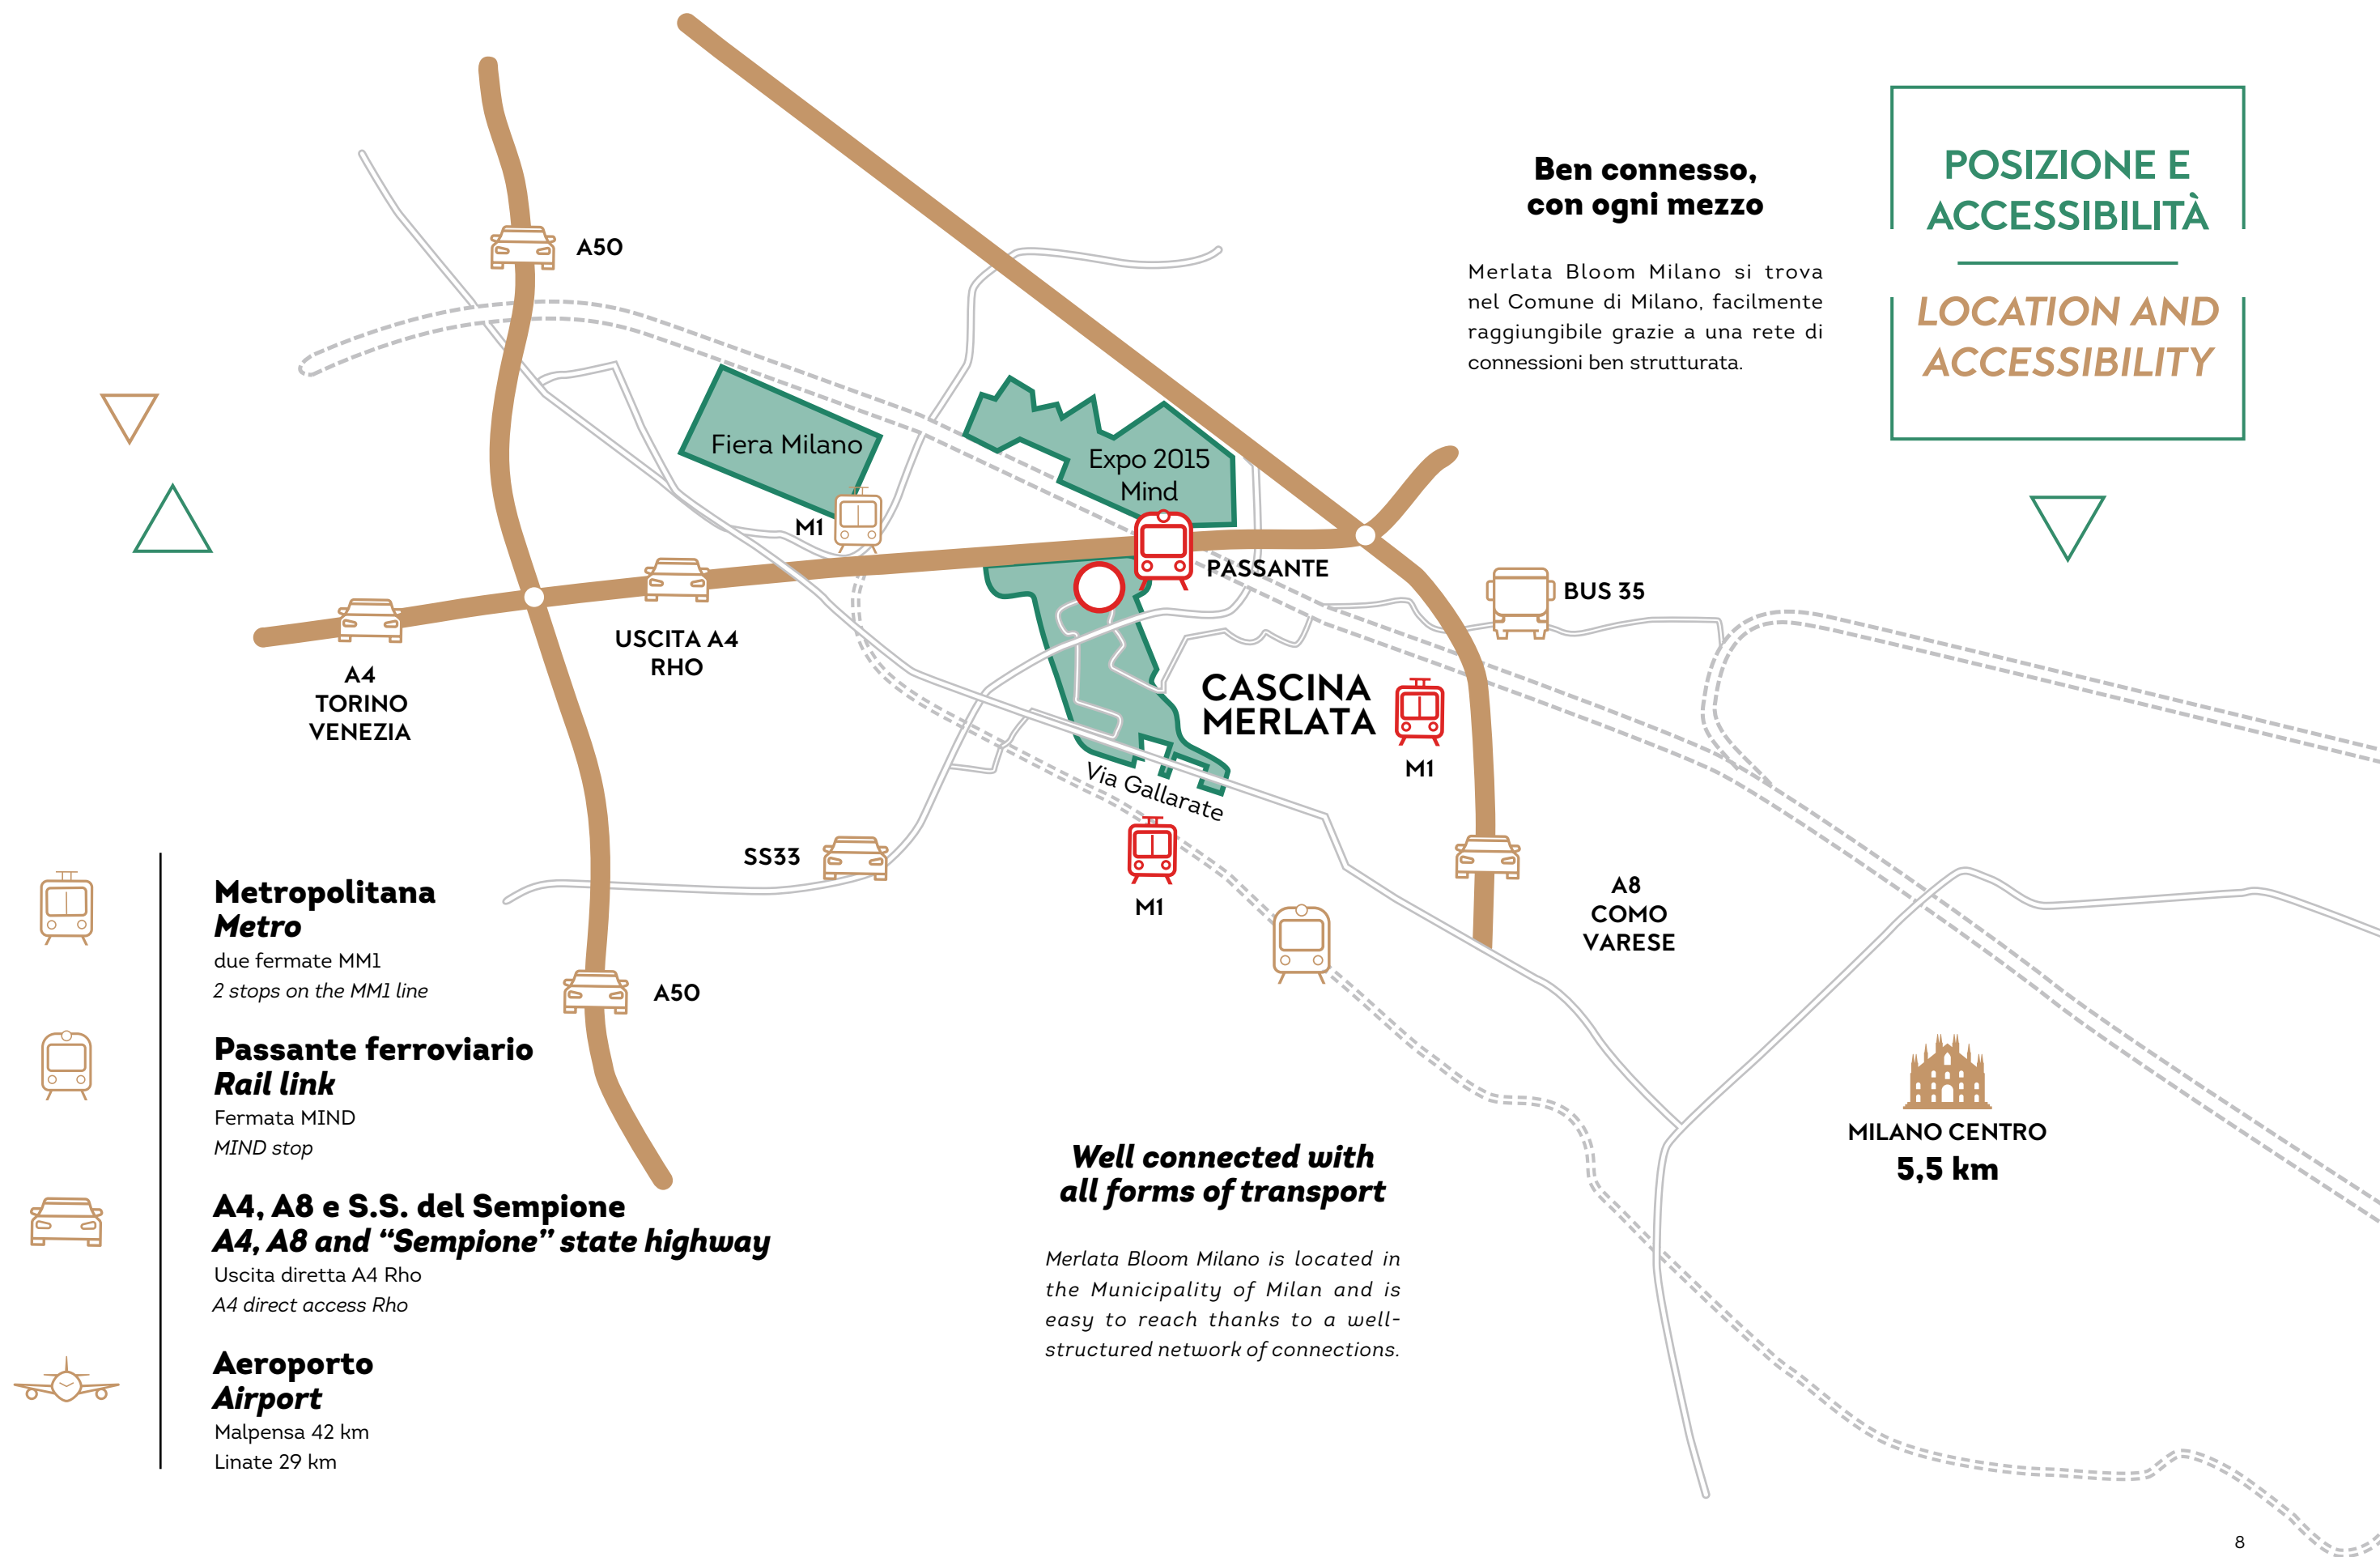 POSIZIONE E
ACCESSIBILITÀ
LOCATION AND
ACCESSIBILITY
Ben connesso,
con ogni mezzo
Merlata Bloom Milano si trova
nel Comune di Milano, facilmente
raggiungibile grazie a una rete di
connessioni ben strutturata.
A50
Fiera Milano
Expo 2015
Mind
M1
PASSANTE
BUS 35
USCITA A4
RHO
A4
TORINO
VENEZIA
CASCINA
MERLATA
M1
Via Gallarate
SS33
M1
A8
COMO
VARESE
A50
MILANO CENTRO
5,5 km
Metropolitana
Metro
due fermate MM1
2 stops on the MM1 line
Passante ferroviario
Rail link
Fermata MIND
MIND stop
A4, A8 e S.S. del Sempione
A4, A8 and “Sempione” state highway
Uscita diretta A4 Rho
A4 direct access Rho
Aeroporto
Airport
Malpensa 42 km
Linate 29 km
Well connected with
all forms of transport
Merlata Bloom Milano is located in
the Municipality of Milan and is
easy to reach thanks to a well-
structured network of connections.
8